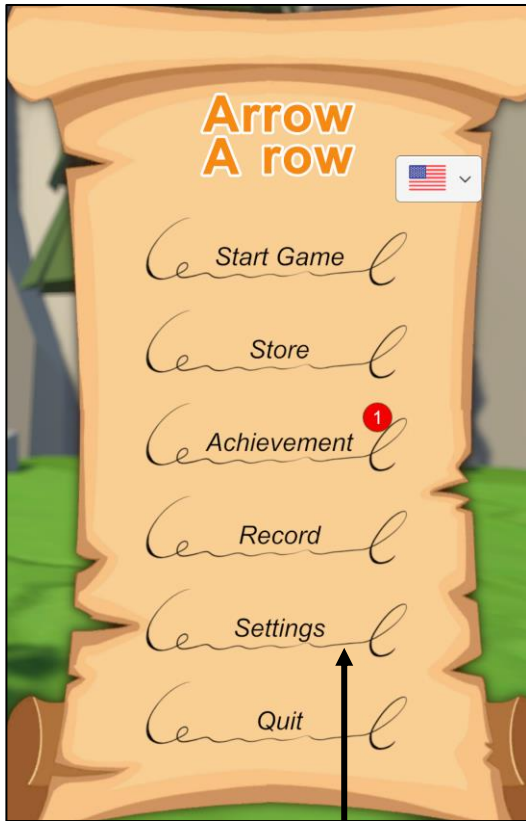 Arrow
A row
Start Game
Store
1
Achievement
Record
Settings
Quit